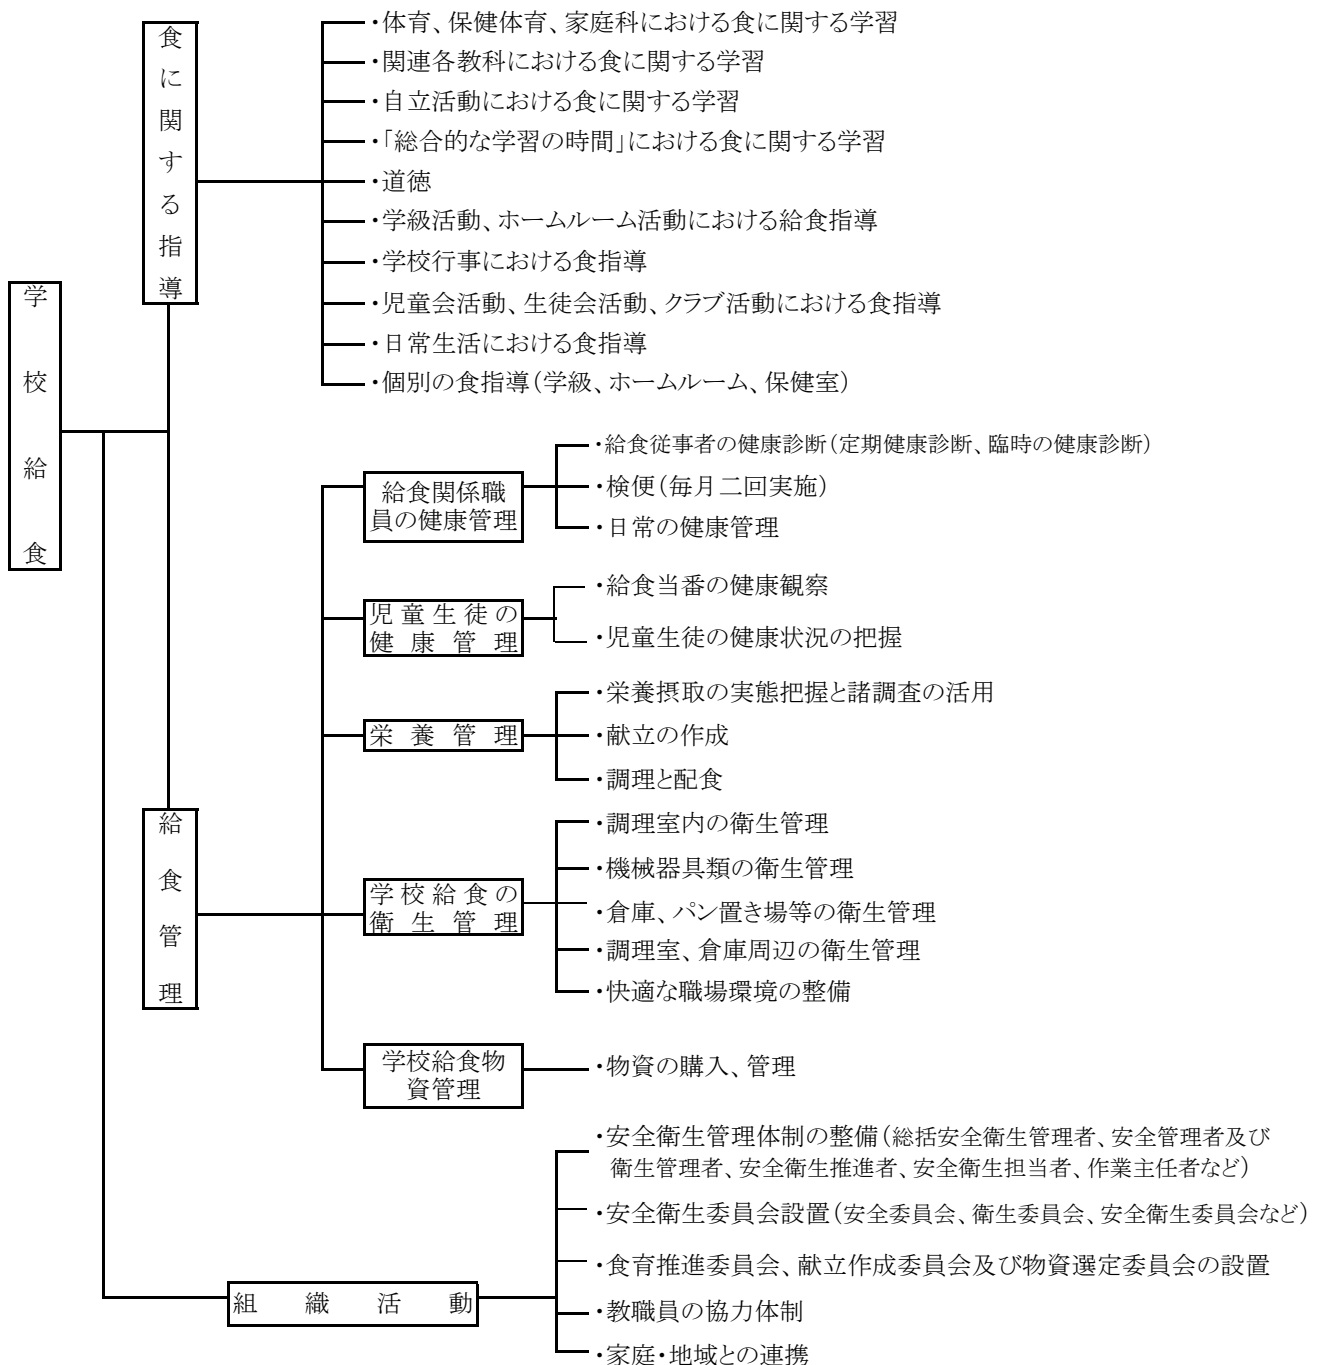 学校給食
食に関する指導
・体育、保健体育、家庭科における食に関する学習
・関連各教科における食に関する学習
・自立活動における食に関する学習
・「総合的な学習の時間」における食に関する学習
・道徳
・学級活動、ホームルーム活動における給食指導
・学校行事における食指導
・児童会活動、生徒会活動、クラブ活動における食指導
・日常生活における食指導
・個別の食指導（学級、ホームルーム、保健室）
給食管理
給食関係職
員の健康管理
・給食従事者の健康診断（定期健康診断、臨時の健康診断）
・検便（毎月二回実施）
・日常の健康管理
児童生徒の
健康管理
・給食当番の健康観察
・児童生徒の健康状況の把握
栄養管理
・栄養摂取の実態把握と諸調査の活用
・献立の作成
・調理と配食
学校給食の
衛生管理
・調理室内の衛生管理
・機械器具類の衛生管理
・倉庫、パン置き場等の衛生管理
・調理室、倉庫周辺の衛生管理
・快適な職場環境の整備
学校給食物
資管理
・物資の購入、管理
組織活動
・安全衛生管理体制の整備（総括安全衛生管理者、安全管理者及び
衛生管理者、安全衛生推進者、安全衛生担当者、作業主任者など）
・安全衛生委員会設置（安全委員会、衛生委員会、安全衛生委員会など）
・食育推進委員会、献立作成委員会及び物資選定委員会の設置
・教職員の協力体制
・家庭・地域との連携